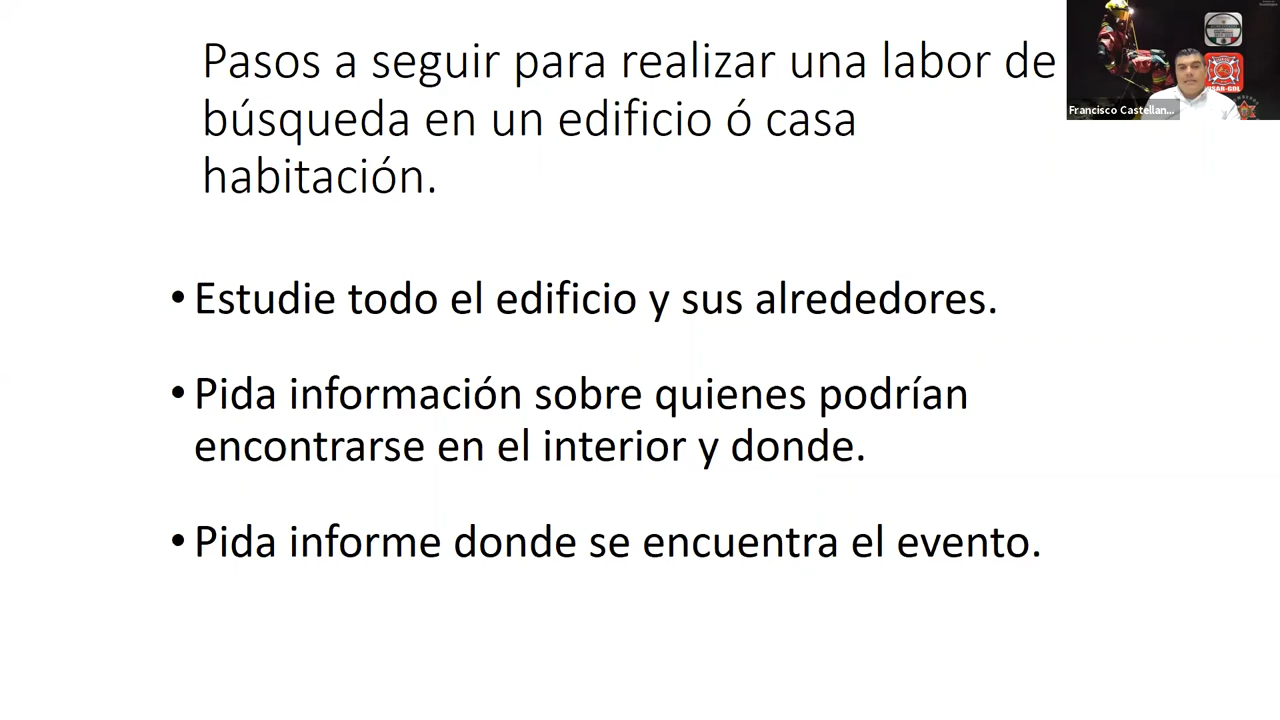 Pasos a seguir para realizar una labor de
búsqueda en un edificio ó casa
habitación.
• Estudie todo el edificio y sus alrededores.
• Pida información sobre quienes podrían
encontrarse en el interior y donde.
• Pida informe donde se encuentra el evento.
Francisco Castellan...
USAR-GDL